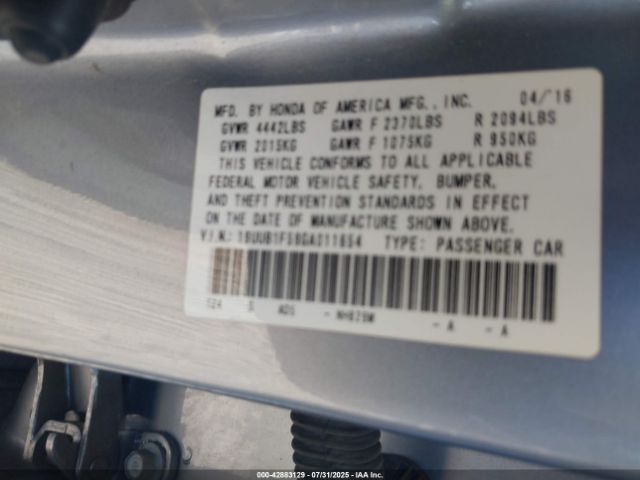 MFD. BY HONDA OF AMERICA MFG., INC. 04/'16
GVWR 4442LBS GAWR F 2370LBS R 2094LBS
GVWR 2015KG GAWR F 1075KG R 950KG
THIS VEHICLE CONFORMS TO ALL APPLICABLE
FEDERAL MOTOR VEHICLE SAFETY, BUMPER,
AND THEFT PREVENTION STANDARDS IN EFFECT
ON THE DATE OF MANUFACTURE SHOWN ABOVE.
V.I.N.: 19UUB1F59GA011654 TYPE: PASSENGER CAR
- NH829M - A - A
000-42883129 - 07/31/2025 - IAA Inc.